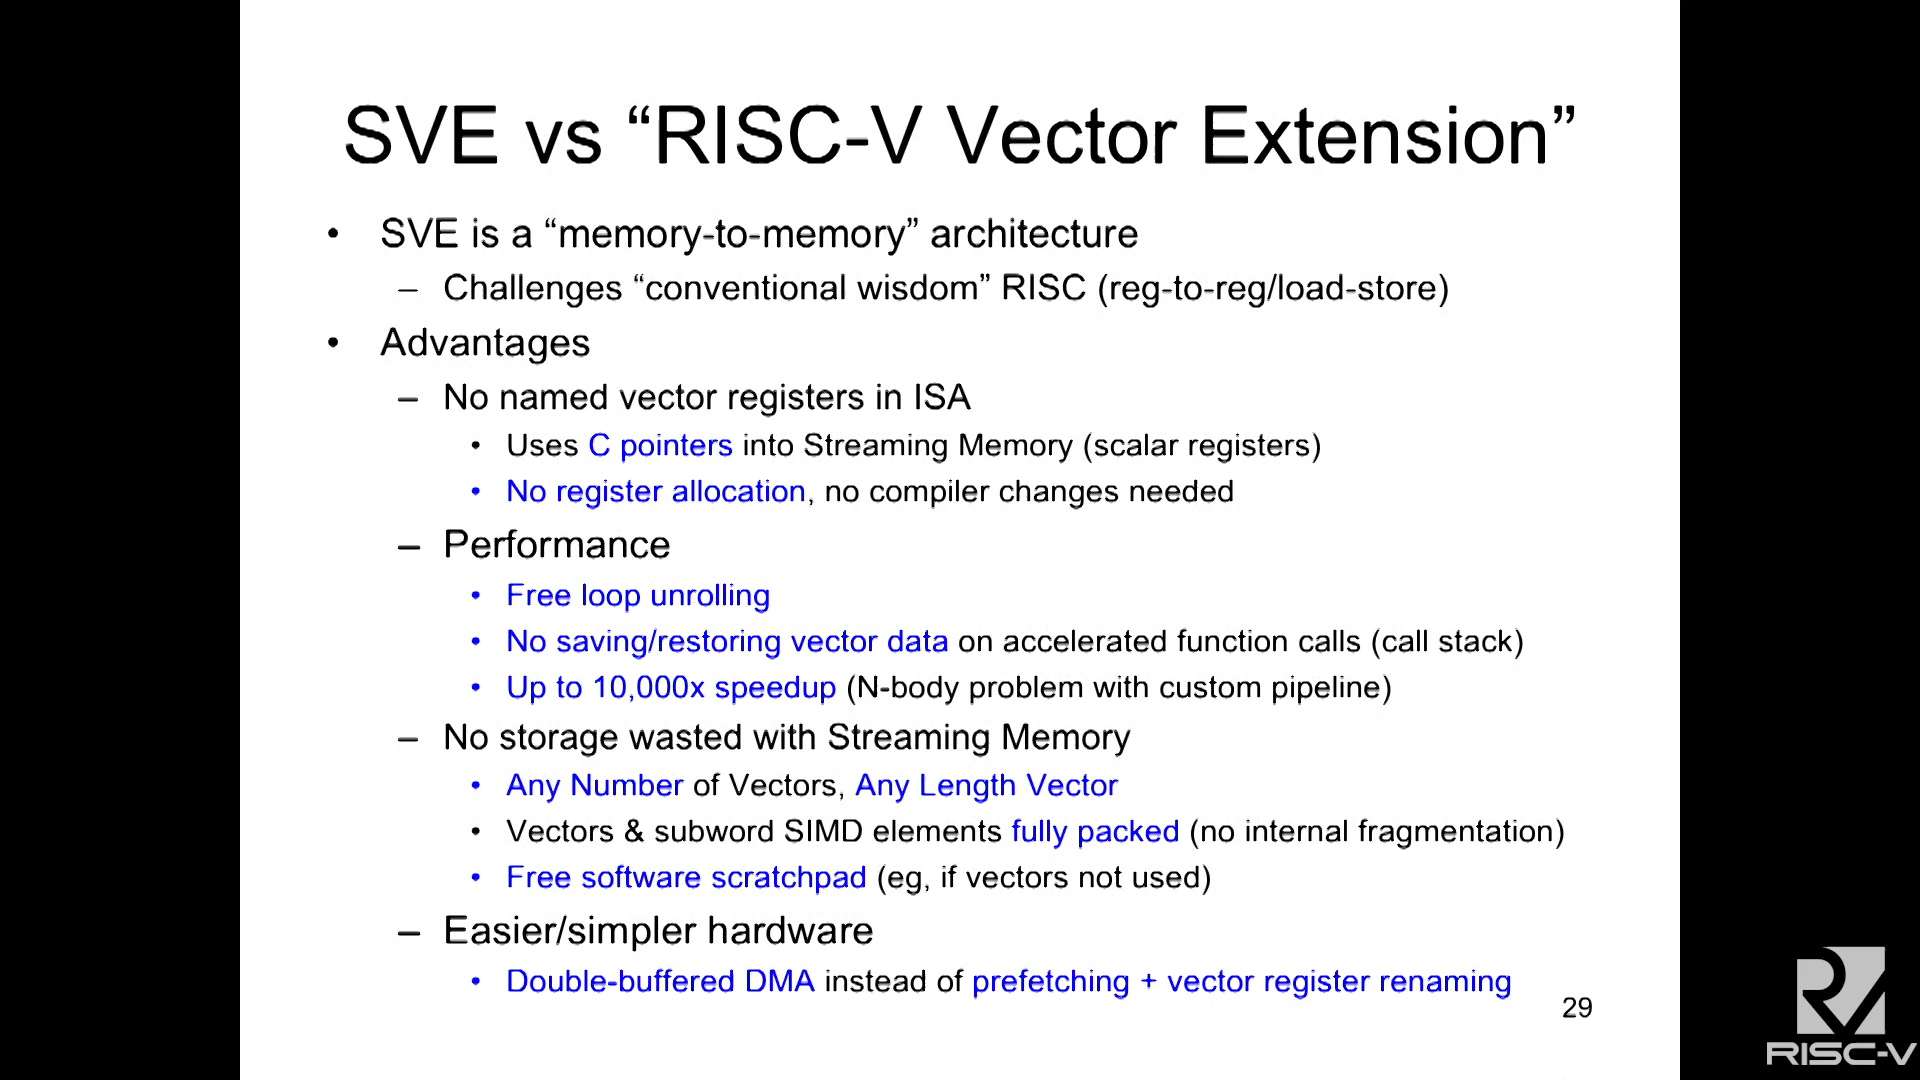 SVE vs “RISC-V Vector Extension”
• SVE is a “memory-to-memory” architecture
– Challenges “conventional wisdom” RISC (reg-to-reg/load-store)
• Advantages
– No named vector registers in ISA
• Uses C pointers into Streaming Memory (scalar registers)
• No register allocation, no compiler changes needed
– Performance
• Free loop unrolling
• No saving/restoring vector data on accelerated function calls (call stack)
• Up to 10,000x speedup (N-body problem with custom pipeline)
– No storage wasted with Streaming Memory
• Any Number of Vectors, Any Length Vector
• Vectors & subword SIMD elements fully packed (no internal fragmentation)
• Free software scratchpad (eg, if vectors not used)
– Easier/simpler hardware
• Double-buffered DMA instead of prefetching + vector register renaming
29
RISC-V